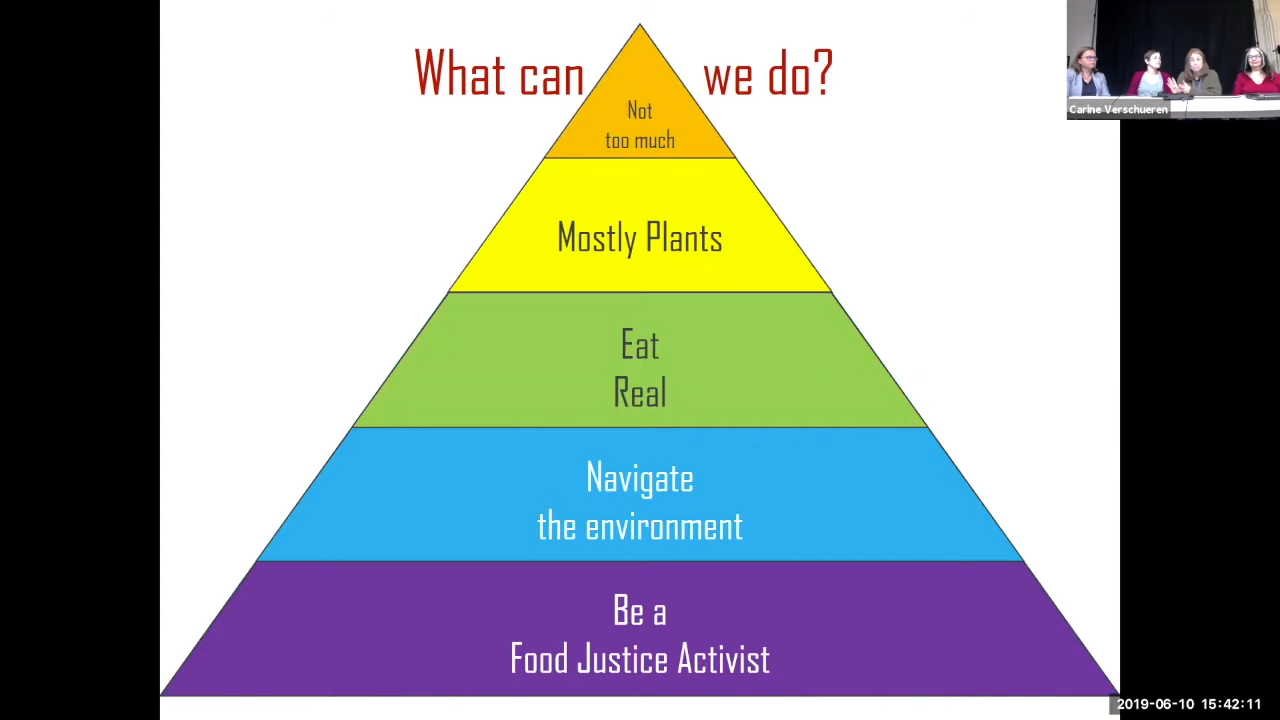 What can we do?
Not
too much
Mostly Plants
Eat
Real
Navigate
the environment
Be a
Food Justice Activist
Carine Verschueren
2019-06-10 15:42:11